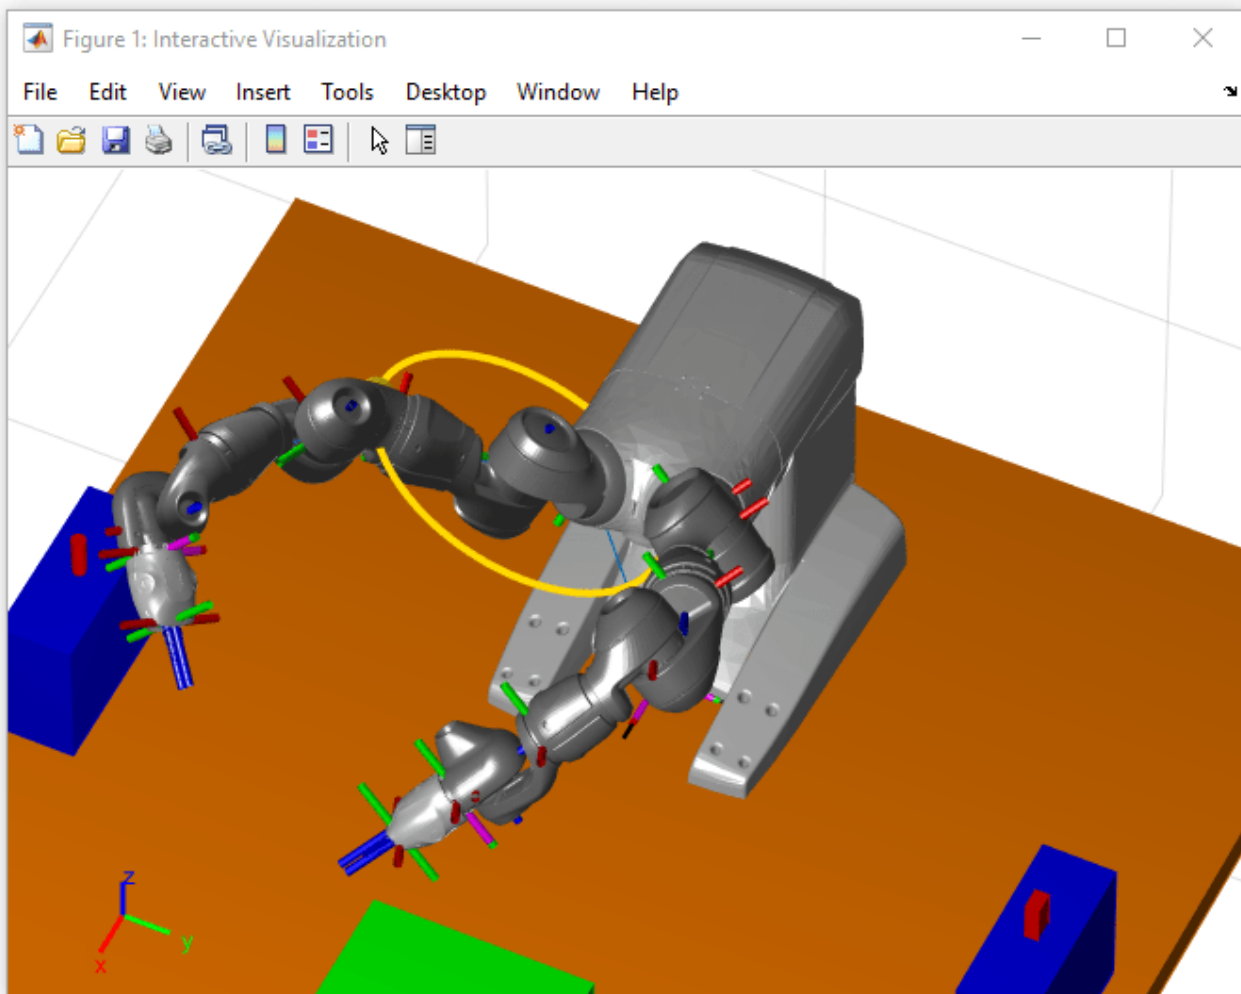 Figure 1: Interactive Visualization
File Edit View Insert Tools Desktop Window Help
z
y
x